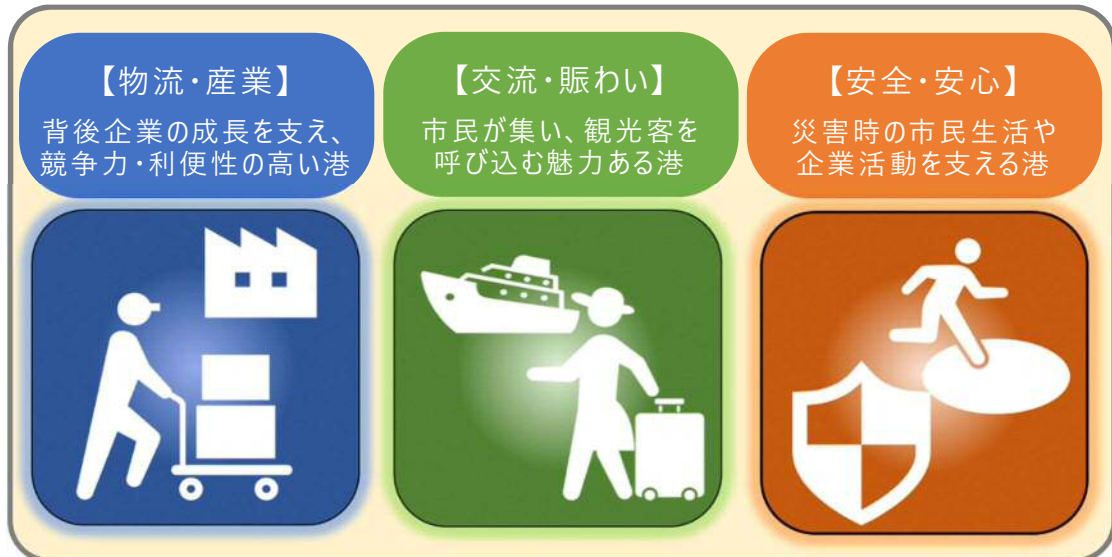 【物流・産業】
背後企業の成長を支え、
競争力・利便性の高い港
【交流・賑わい】
市民が集い、観光客を
呼び込む魅力ある港
【安全・安心】
災害時の市民生活や
企業活動を支える港